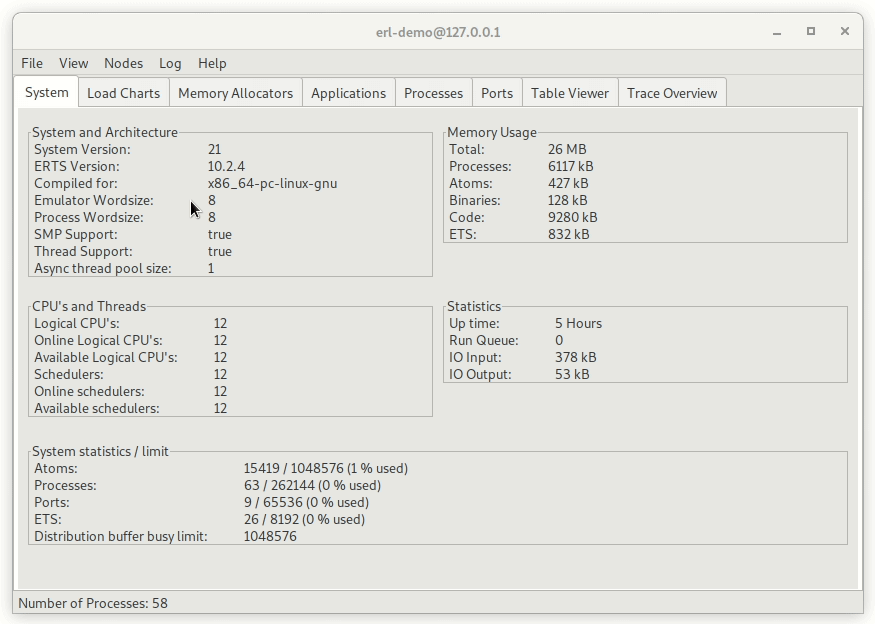 erl-demo@127.0.0.1
File View Nodes Log Help
System Load Charts Memory Allocators Applications Processes Ports Table Viewer Trace Overview
System and Architecture
System Version: 21
ERTS Version: 10.2.4
Compiled for: x86_64-pc-linux-gnu
Emulator Wordsize: 8
Process Wordsize: 8
SMP Support: true
Thread Support: true
Async thread pool size: 1
Memory Usage
Total: 26 MB
Processes: 6117 kB
Atoms: 427 kB
Binaries: 128 kB
Code: 9280 kB
ETS: 832 kB
CPU's and Threads
Logical CPU's: 12
Online Logical CPU's: 12
Available Logical CPU's: 12
Schedulers: 12
Online schedulers: 12
Available schedulers: 12
Statistics
Up time: 5 Hours
Run Queue: 0
IO Input: 378 kB
IO Output: 53 kB
System statistics / limit
Atoms: 15419 / 1048576 (1 % used)
Processes: 63 / 262144 (0 % used)
Ports: 9 / 65536 (0 % used)
ETS: 26 / 8192 (0 % used)
Distribution buffer busy limit: 1048576
Number of Processes: 58